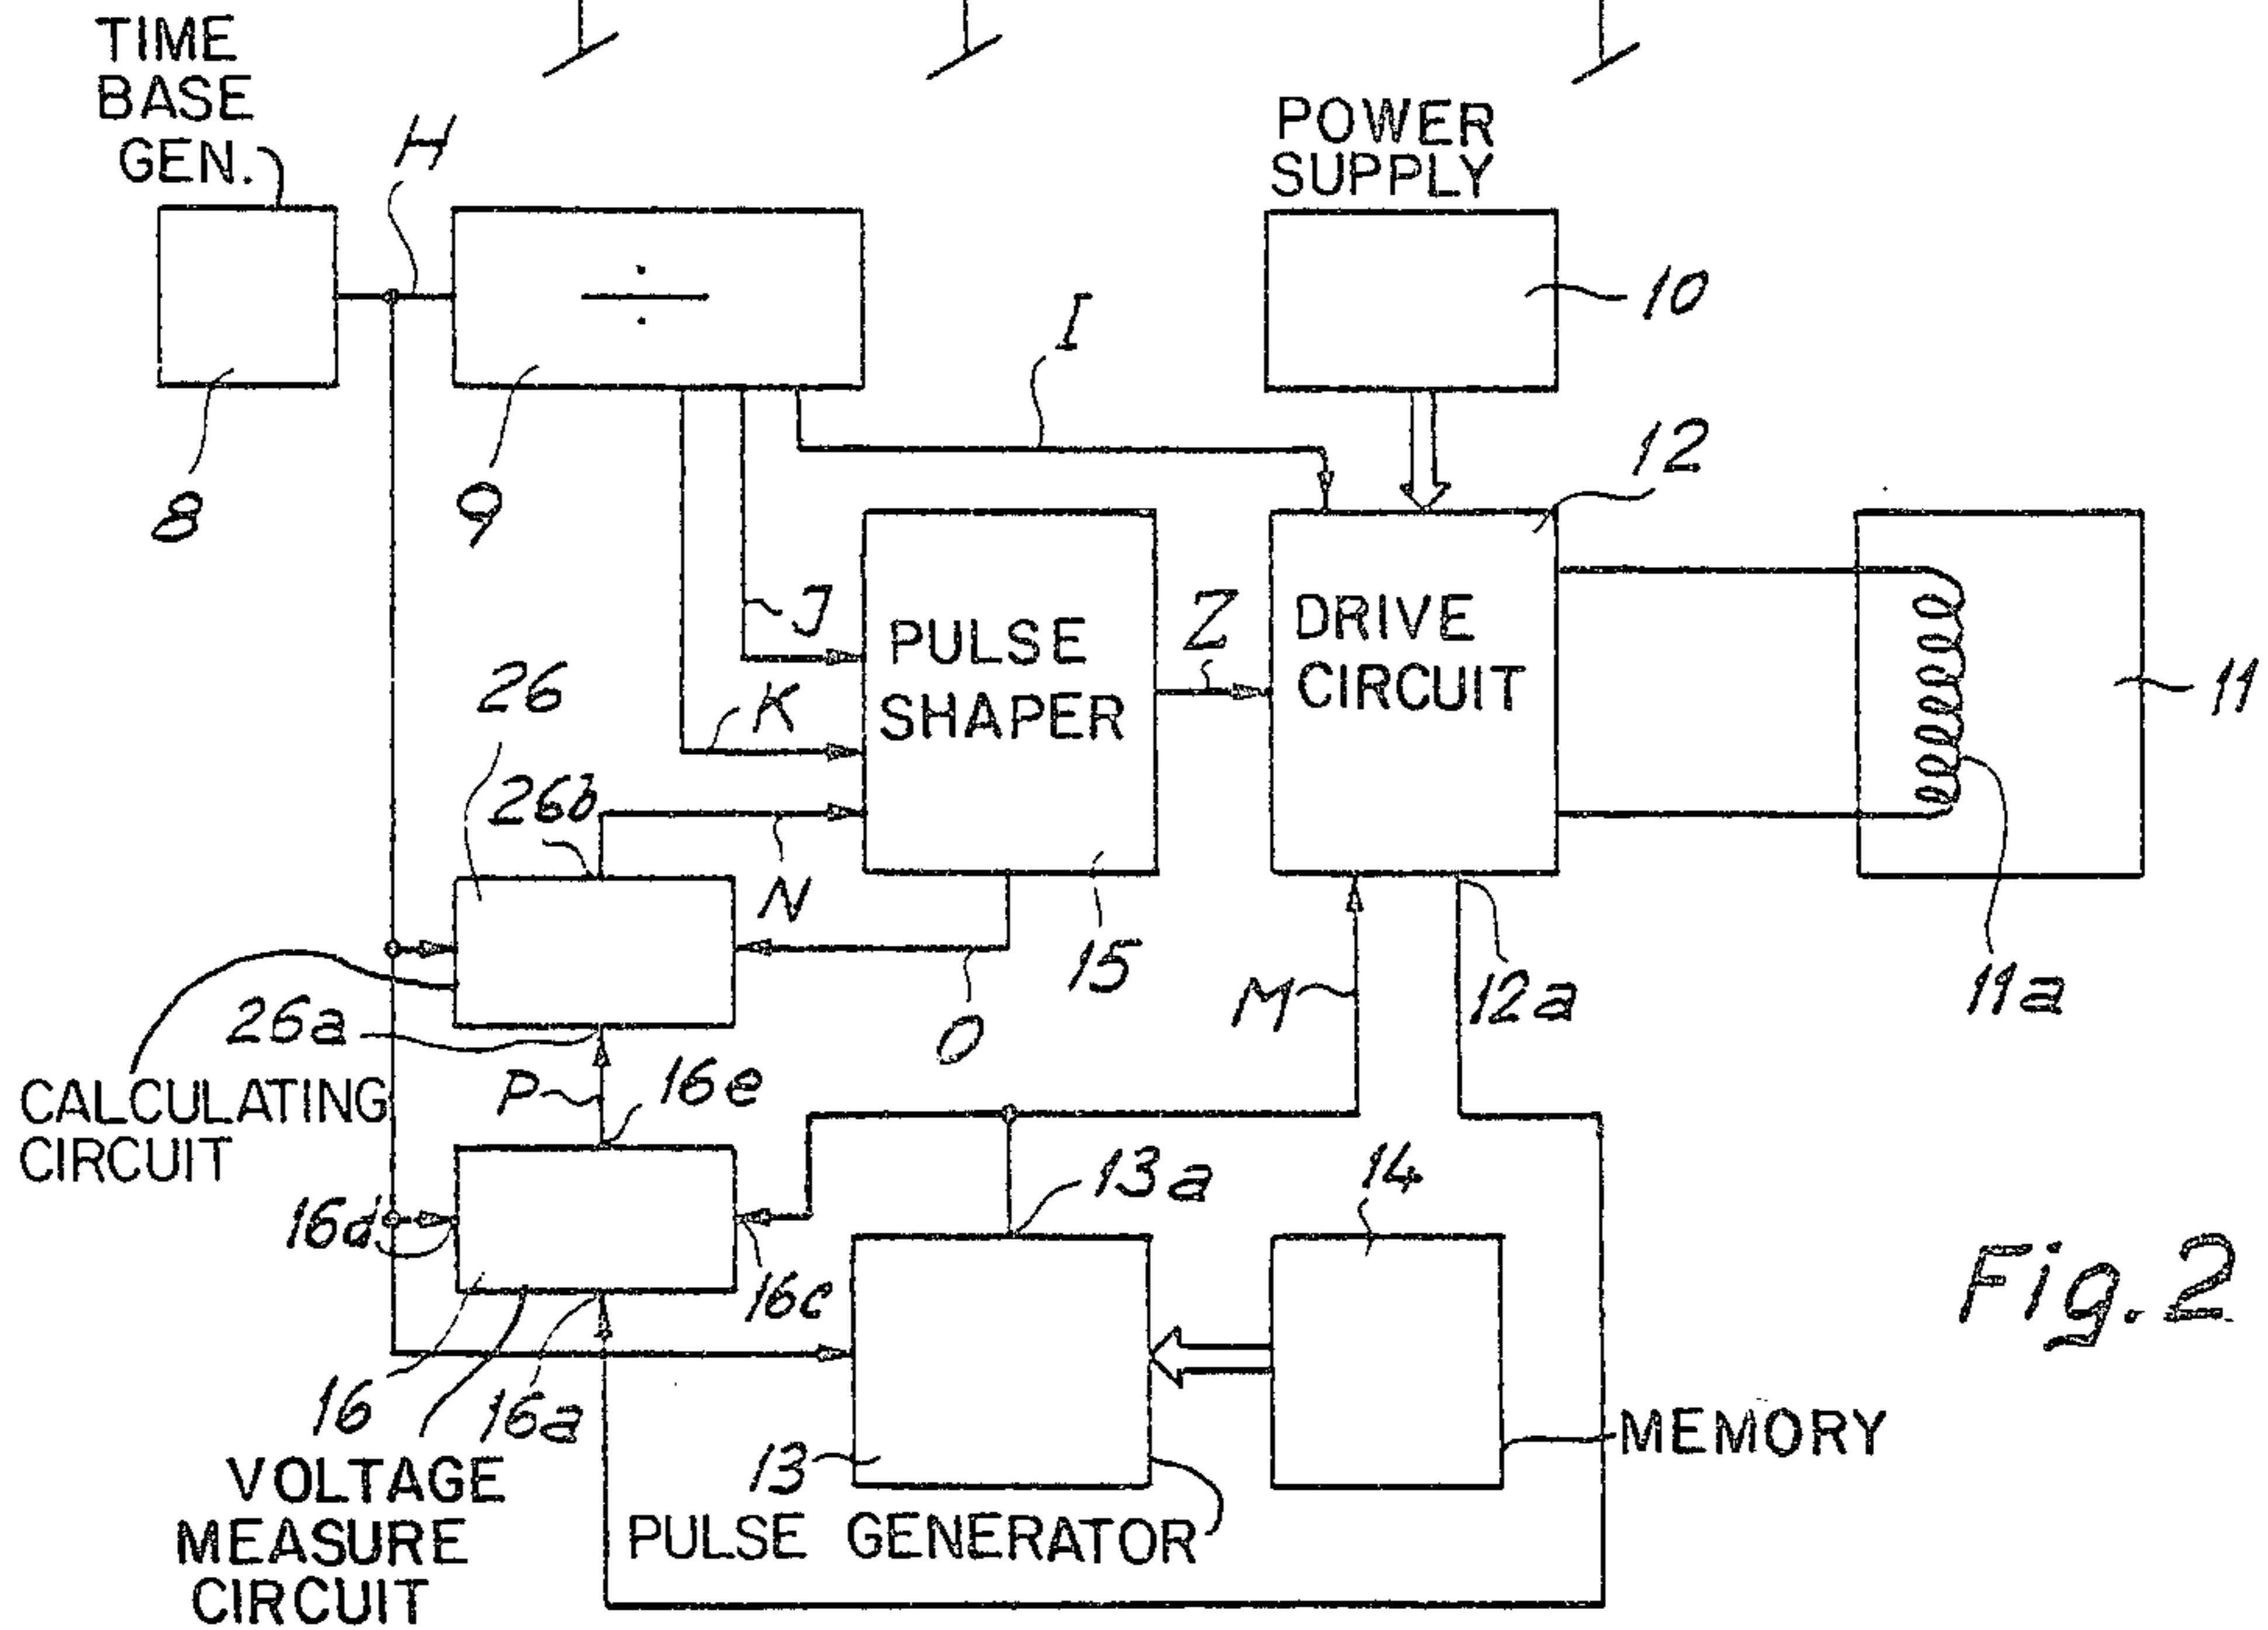 TIME
BASE
GEN.
H
POWER
SUPPLY
÷
10
I
8
9
12
J
PULSE
SHAPER
Z
DRIVE
CIRCUIT
11
K
26
26b
N
15
M
12a
11a
26a
O
CALCULATING
CIRCUIT
P
16e
13a
14
16d
16c
Fig. 2
16
16a
13
MEMORY
VOLTAGE
MEASURE
CIRCUIT
PULSE GENERATOR